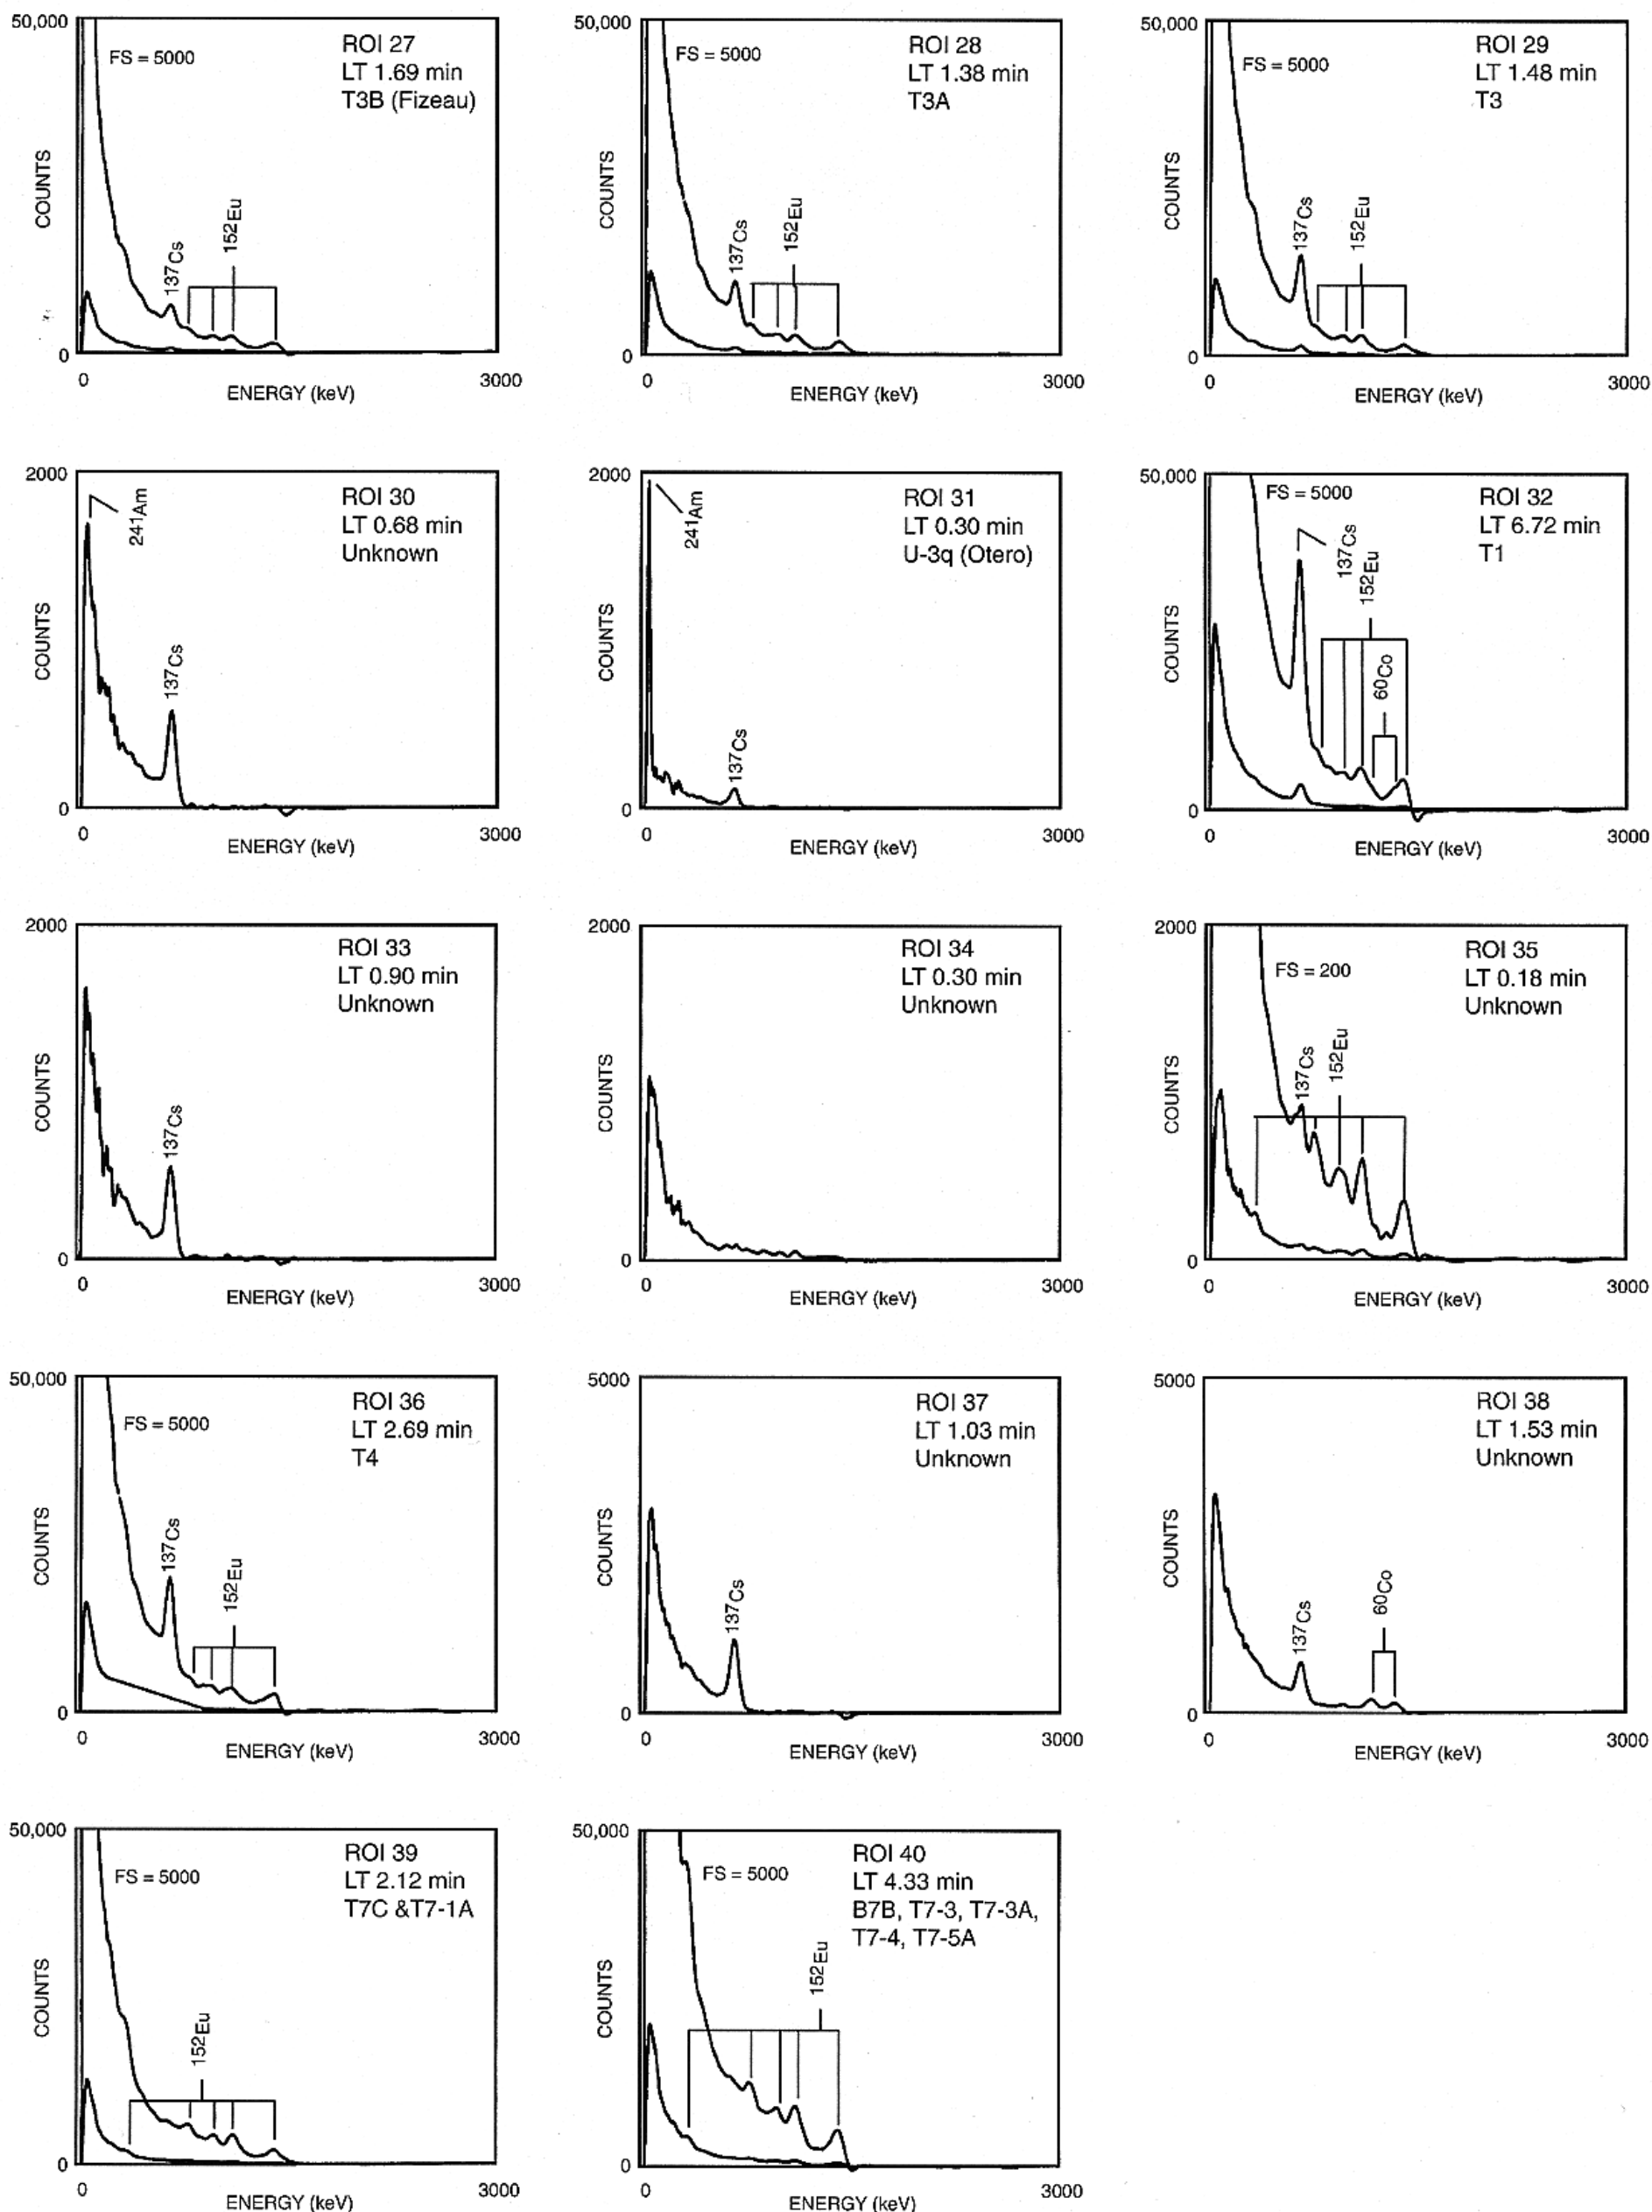 50,000
FS = 5000
ROI 27
LT 1.69 min
T3B (Fizeau)
COUNTS
137Cs
152Eu
0
0
3000
ENERGY (keV)
50,000
FS = 5000
ROI 28
LT 1.38 min
T3A
COUNTS
137Cs
152Eu
0
0
3000
ENERGY (keV)
50,000
FS = 5000
ROI 29
LT 1.48 min
T3
COUNTS
137Cs
152Eu
0
0
3000
ENERGY (keV)
2000
241Am
ROI 30
LT 0.68 min
Unknown
COUNTS
137Cs
0
0
3000
ENERGY (keV)
2000
241Am
ROI 31
LT 0.30 min
U-3q (Otero)
COUNTS
137Cs
0
0
3000
ENERGY (keV)
50,000
FS = 5000
ROI 32
LT 6.72 min
T1
COUNTS
137Cs
152Eu
60Co
0
0
3000
ENERGY (keV)
2000
ROI 33
LT 0.90 min
Unknown
COUNTS
137Cs
0
0
3000
ENERGY (keV)
2000
ROI 34
LT 0.30 min
Unknown
COUNTS
0
0
3000
ENERGY (keV)
2000
FS = 200
ROI 35
LT 0.18 min
Unknown
COUNTS
137Cs
152Eu
0
0
3000
ENERGY (keV)
50,000
FS = 5000
ROI 36
LT 2.69 min
T4
COUNTS
137Cs
152Eu
0
0
3000
ENERGY (keV)
5000
ROI 37
LT 1.03 min
Unknown
COUNTS
137Cs
0
0
3000
ENERGY (keV)
5000
ROI 38
LT 1.53 min
Unknown
COUNTS
137Cs
60Co
0
0
3000
ENERGY (keV)
50,000
FS = 5000
ROI 39
LT 2.12 min
T7C &T7-1A
COUNTS
152Eu
0
0
3000
ENERGY (keV)
50,000
FS = 5000
ROI 40
LT 4.33 min
B7B, T7-3, T7-3A,
T7-4, T7-5A
COUNTS
152Eu
0
0
3000
ENERGY (keV)